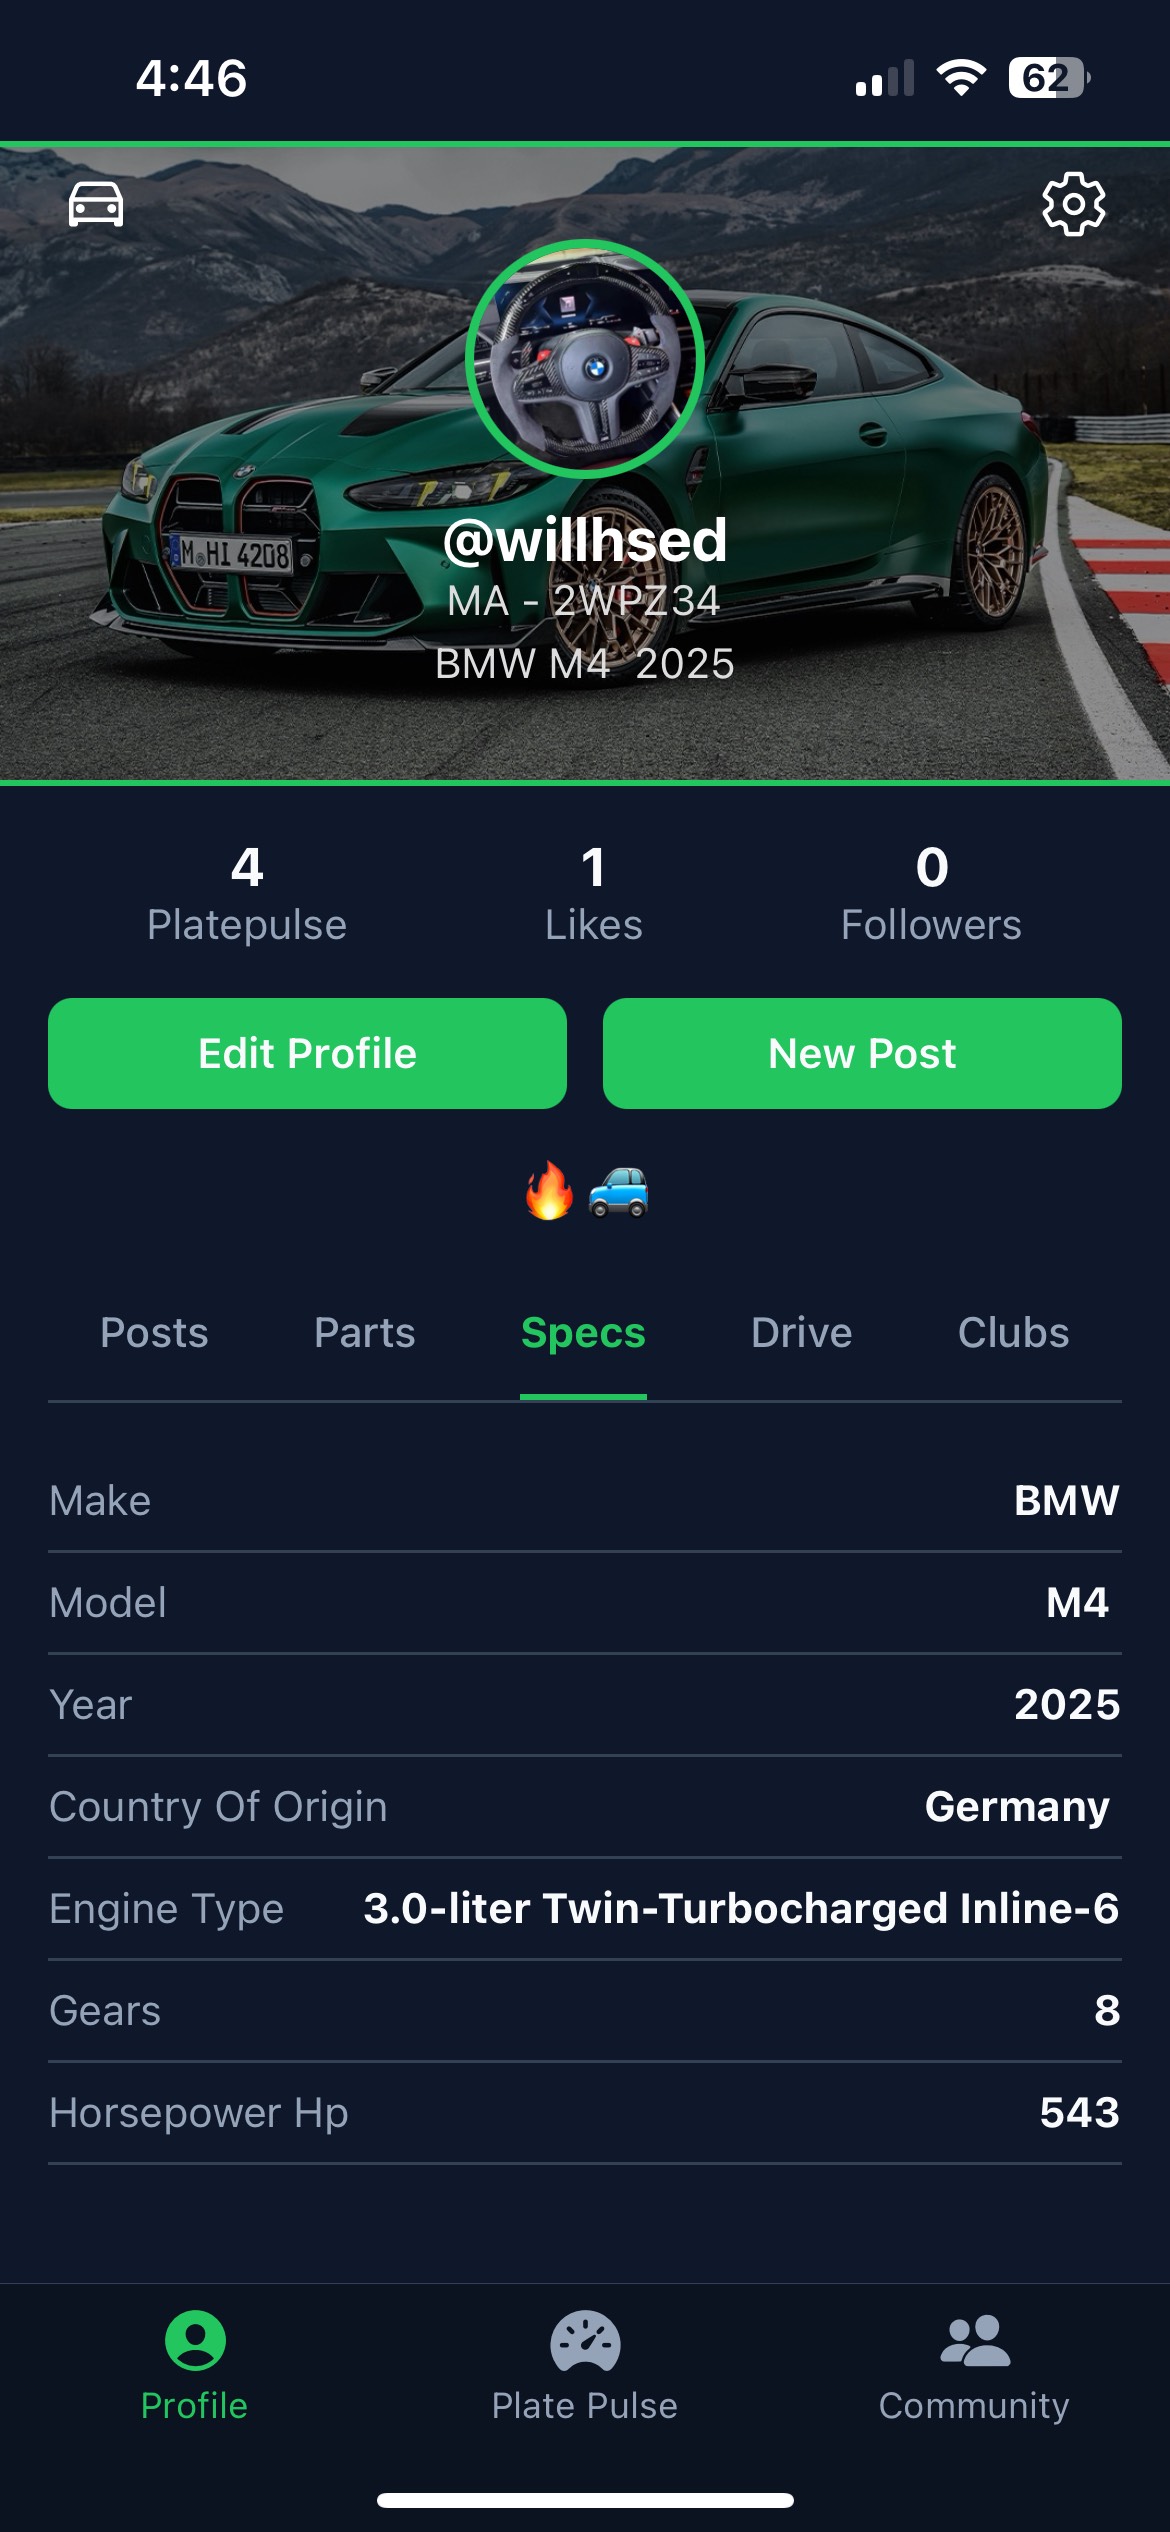 4:46
62
M HI 4208
@willhsed
MA - 2WPZ34
BMW M4 2025
4
Platepulse
1
Likes
0
Followers
Edit Profile
New Post
Posts
Parts
Specs
Drive
Clubs
Make
BMW
Model
M4
Year
2025
Country Of Origin
Germany
Engine Type
3.0-liter Twin-Turbocharged Inline-6
Gears
8
Horsepower Hp
543
Profile
Plate Pulse
Community